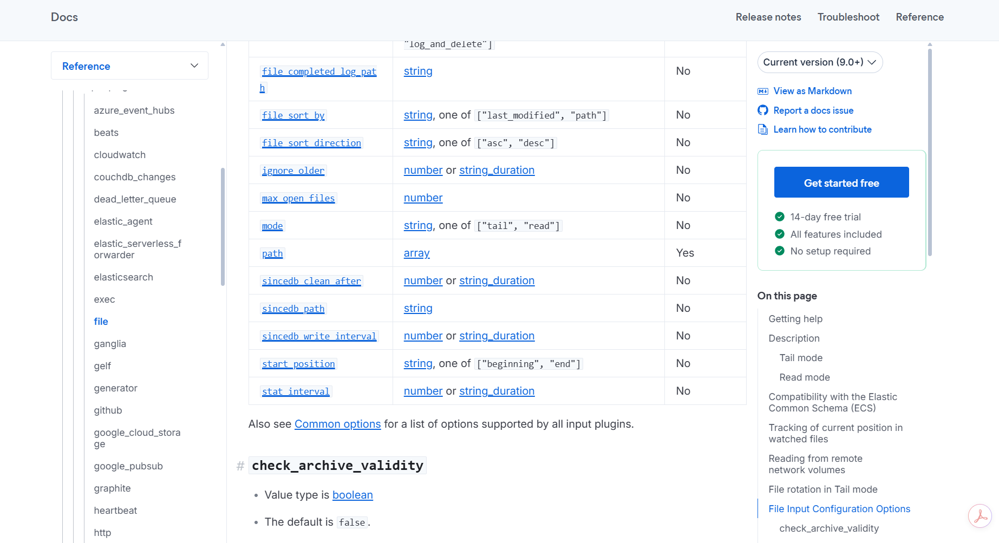 Docs
Release notes
Troubleshoot
Reference
Reference
azure_event_hubs
beats
cloudwatch
couchdb_changes
dead_letter_queue
elastic_agent
elastic_serverless_f
orwarder
elasticsearch
exec
file
ganglia
gelf
generator
github
google_cloud_stora
ge
google_pubsub
graphite
heartbeat
http
"log_and_delete"]
file_completed_log_pat
h
string
No
file_sort_by
string, one of ["last_modified", "path"]
No
file_sort_direction
string, one of ["asc", "desc"]
No
ignore_older
number or string_duration
No
max_open_files
number
No
mode
string, one of ["tail", "read"]
No
path
array
Yes
sincedb_clean_after
number or string_duration
No
sincedb_path
string
No
sincedb_write_interval
number or string_duration
No
start_position
string, one of ["beginning", "end"]
No
stat_interval
number or string_duration
No
Also see Common options for a list of options supported by all input plugins.
# check_archive_validity
• Value type is boolean
• The default is false.
Current version (9.0+)
View as Markdown
Report a docs issue
Learn how to contribute
Get started free
14-day free trial
All features included
No setup required
On this page
Getting help
Description
Tail mode
Read mode
Compatibility with the Elastic
Common Schema (ECS)
Tracking of current position in
watched files
Reading from remote
network volumes
File rotation in Tail mode
File Input Configuration Options
check_archive_validity